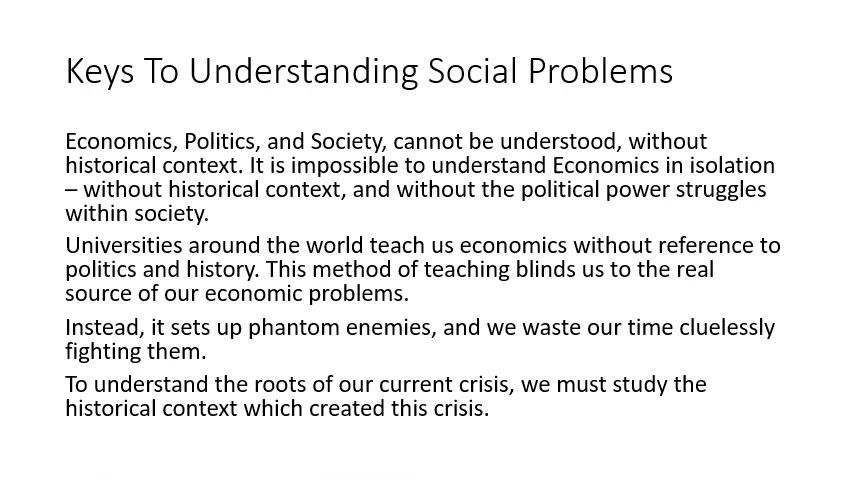 Keys To Understanding Social Problems
Economics, Politics, and Society, cannot be understood, without
historical context. It is impossible to understand Economics in isolation
– without historical context, and without the political power struggles
within society.
Universities around the world teach us economics without reference to
politics and history. This method of teaching blinds us to the real
source of our economic problems.
Instead, it sets up phantom enemies, and we waste our time cluelessly
fighting them.
To understand the roots of our current crisis, we must study the
historical context which created this crisis.